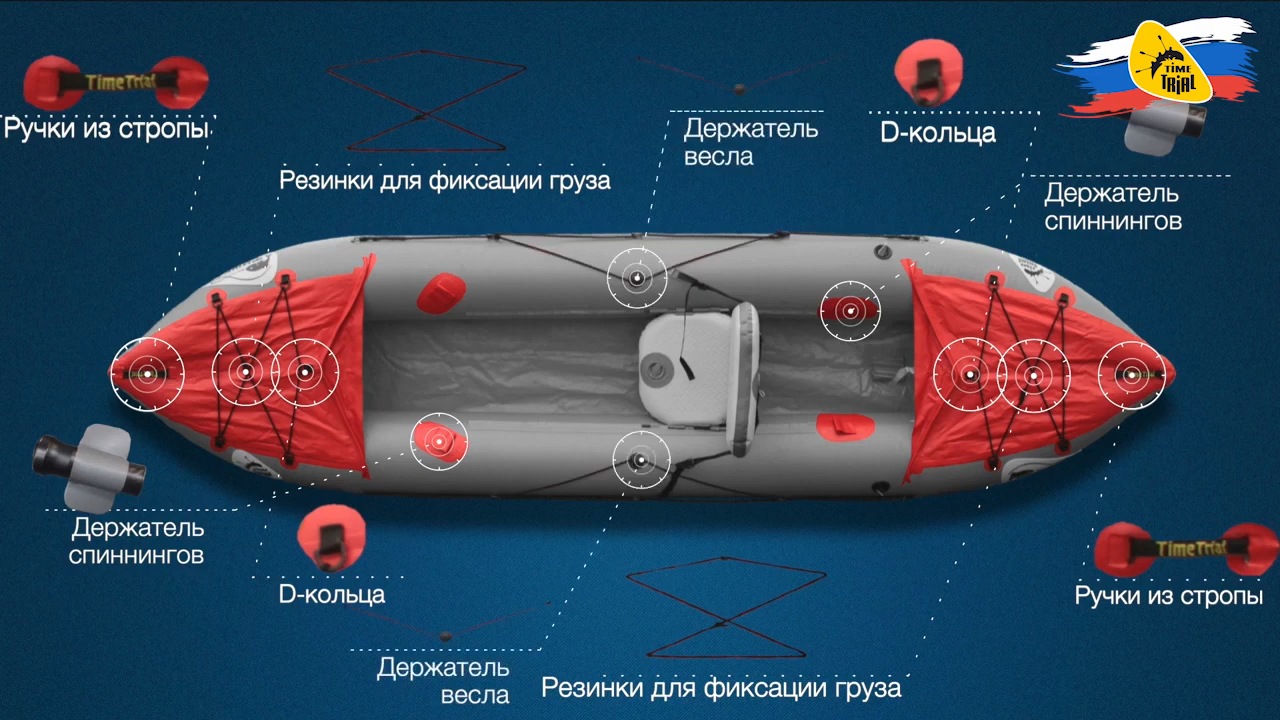 TIME
TRIAL
TimeTrial
Ручки из стропы
Резинки для фиксации груза
Держатель
весла
D-кольца
Держатель
спиннингов
Держатель
спиннингов
D-кольца
Держатель
весла
Резинки для фиксации груза
TimeTrial
Ручки из стропы